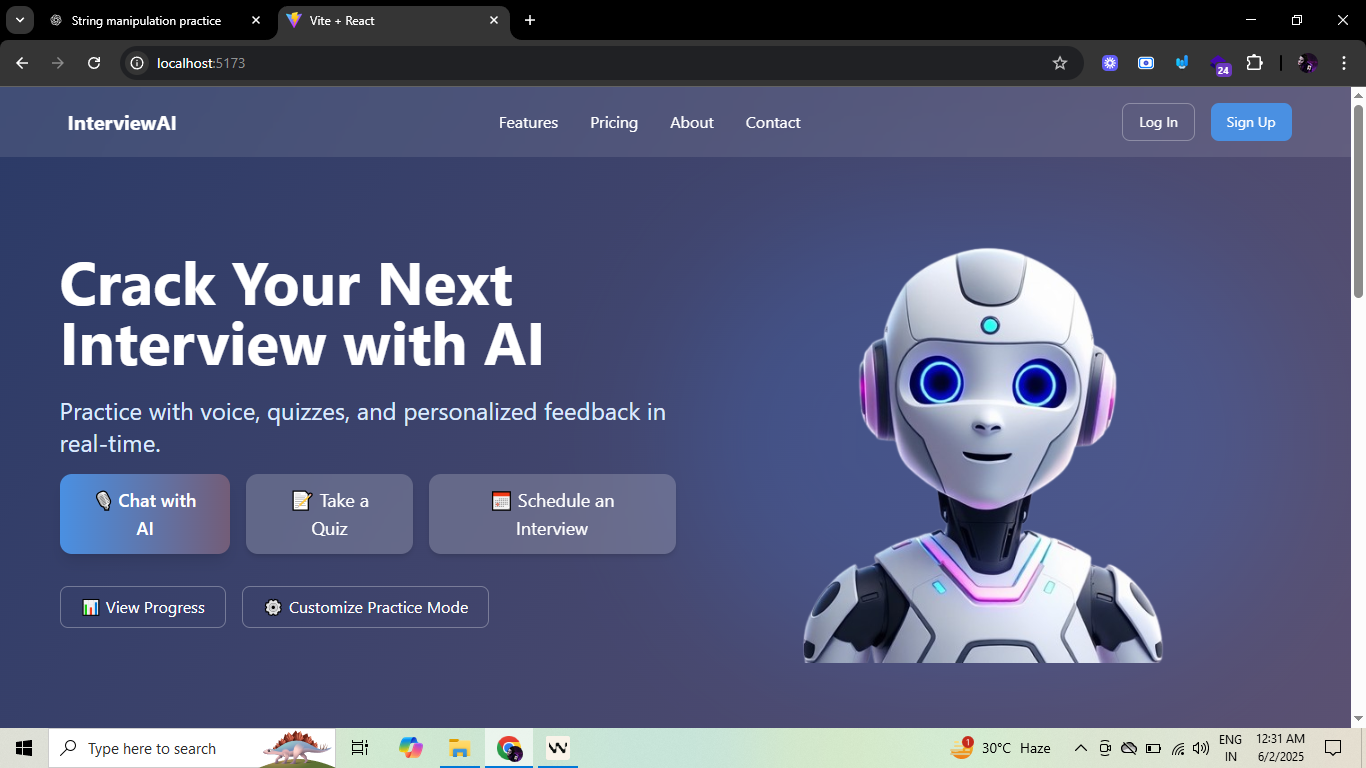 String manipulation practice
Vite + React
localhost:5173
24
InterviewAI
Features
Pricing
About
Contact
Log In
Sign Up
Crack Your Next
Interview with AI
Practice with voice, quizzes, and personalized feedback in
real-time.
Chat with
AI
Take a
Quiz
Schedule an
Interview
View Progress
Customize Practice Mode
Type here to search
1
30°C Haze
ENG
IN
12:31 AM
6/2/2025